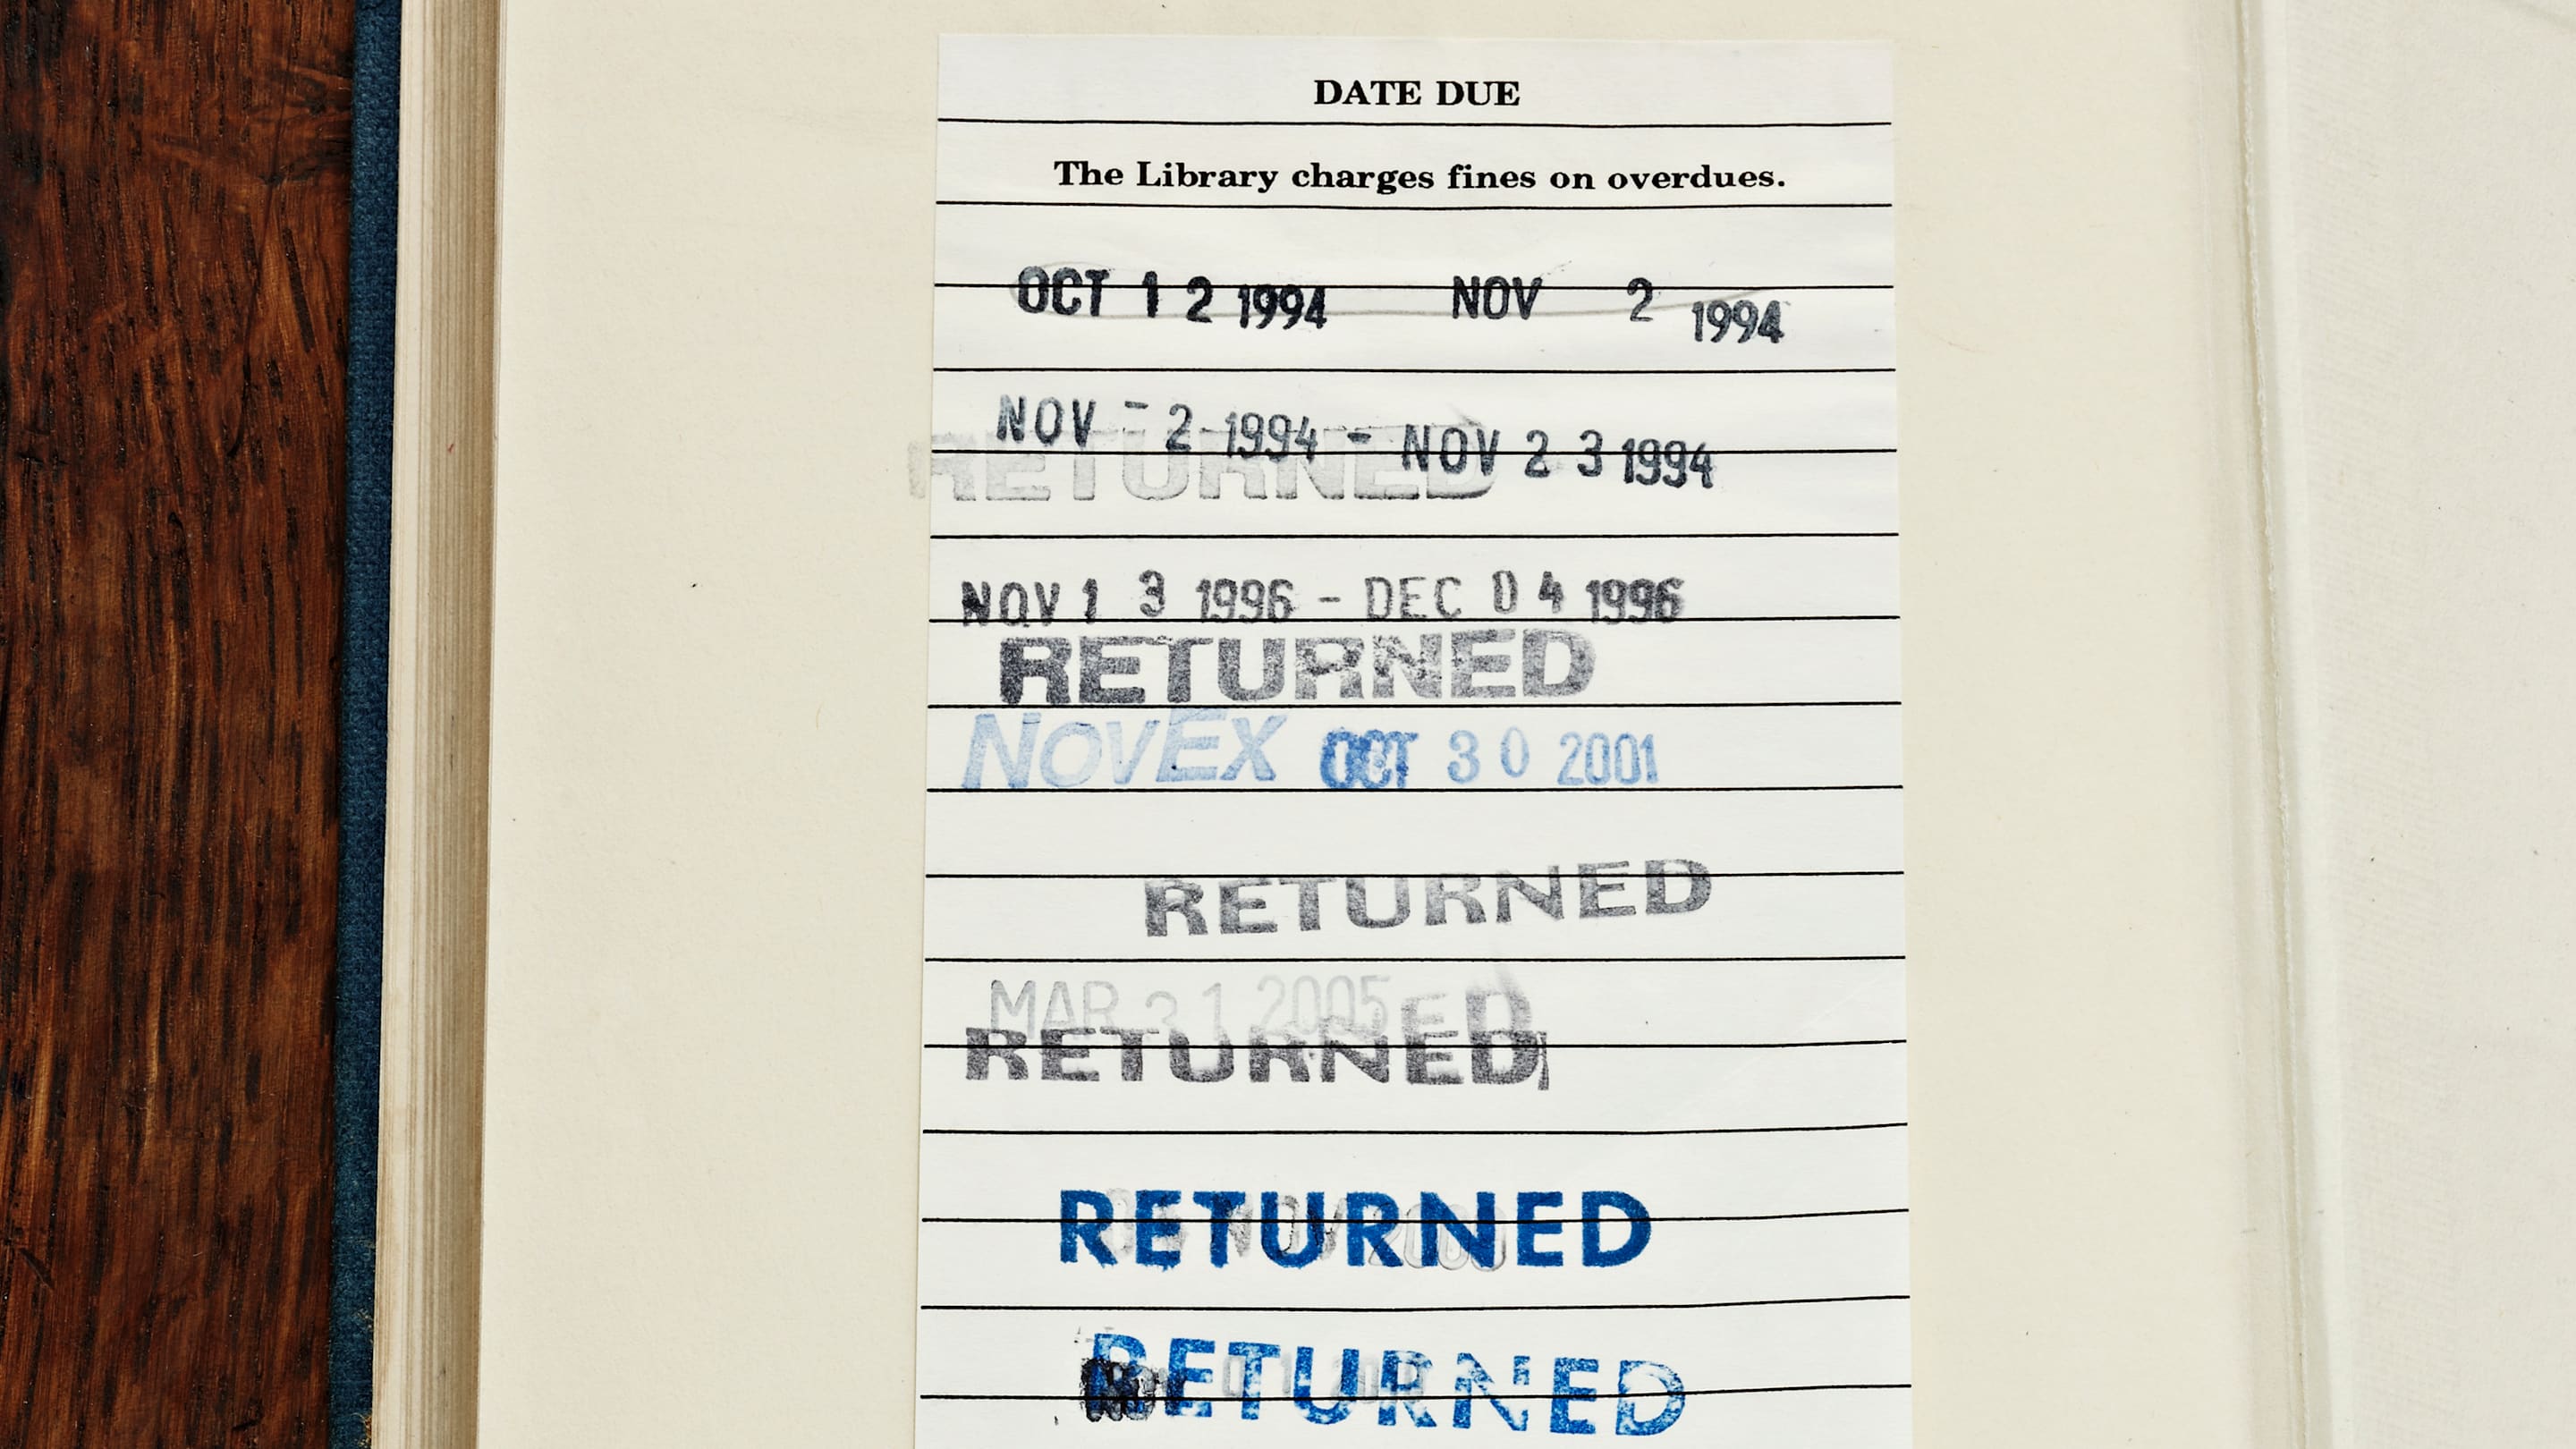 DATE DUE
The Library charges fines on overdues.
OCT 1 2 1994 NOV 2 1994
NOV - 2 1994 - NOV 2 3 1994
RETURNED
NOV 1 3 1996 - DEC 0 4 1996
RETURNED
NOVEX OCT 3 0 2001
RETURNED
MAR 3 1 2005
RETURNED
RETURNED
NOV
RETURNED